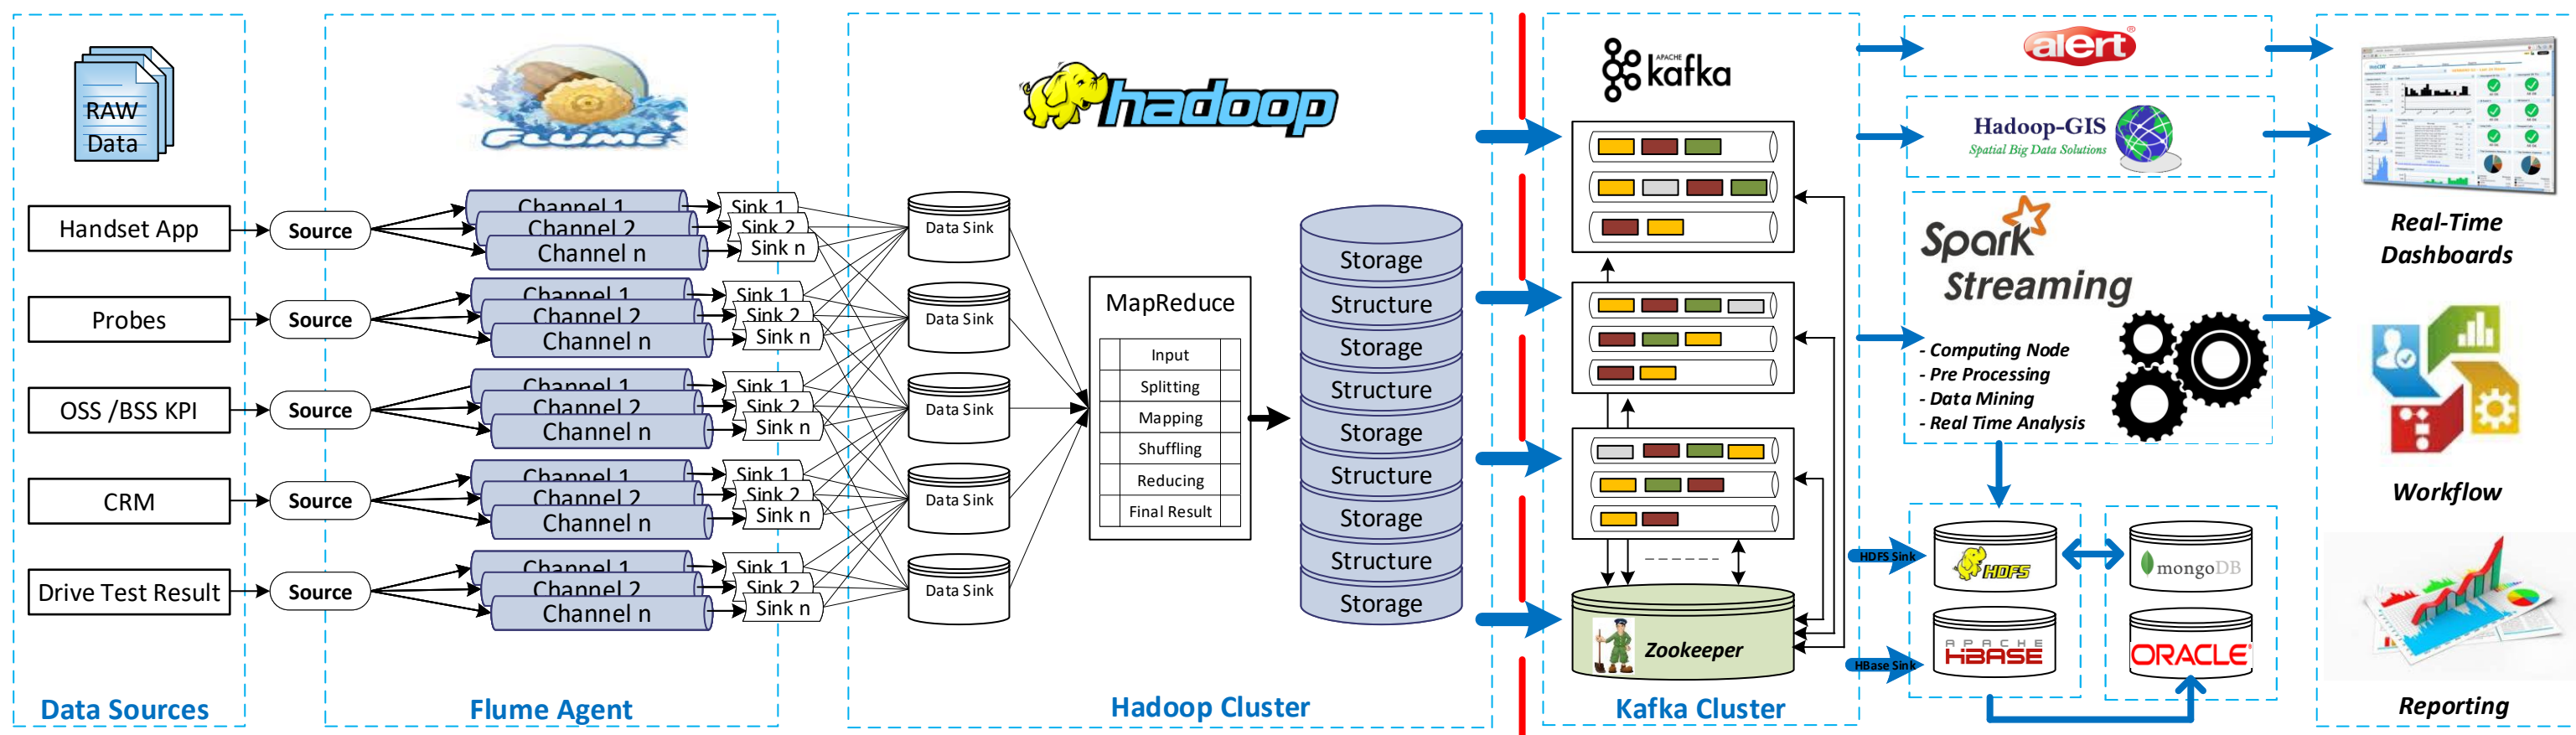 RAW
Data
Handset App
Probes
OSS /BSS KPI
CRM
Drive Test Result
Data Sources
Source
Source
Source
Source
Source
FLUME
Channel 1
Channel 2
Channel n
Sink 1
Sink 2
Sink n
Channel 1
Channel 2
Channel n
Sink 1
Sink 2
Sink n
Channel 1
Channel 2
Channel n
Sink 1
Sink 2
Sink n
Channel 1
Channel 2
Channel n
Sink 1
Sink 2
Sink n
Channel 1
Channel 2
Channel n
Sink 1
Sink 2
Sink n
Flume Agent
hadoop
Data Sink
Data Sink
Data Sink
Data Sink
Data Sink
MapReduce
Input
Splitting
Mapping
Shuffling
Reducing
Final Result
Storage
Structure
Storage
Structure
Storage
Structure
Storage
Structure
Storage
Hadoop Cluster
APACHE
kafka
Zookeeper
Kafka Cluster
alert®
Hadoop-GIS
Spatial Big Data Solutions
Spark
Streaming
- Computing Node
- Pre Processing
- Data Mining
- Real Time Analysis
HDFS Sink
HBase Sink
HDFS
APACHE
HBASE
mongoDB
ORACLE®
Real-Time
Dashboards
Workflow
Reporting